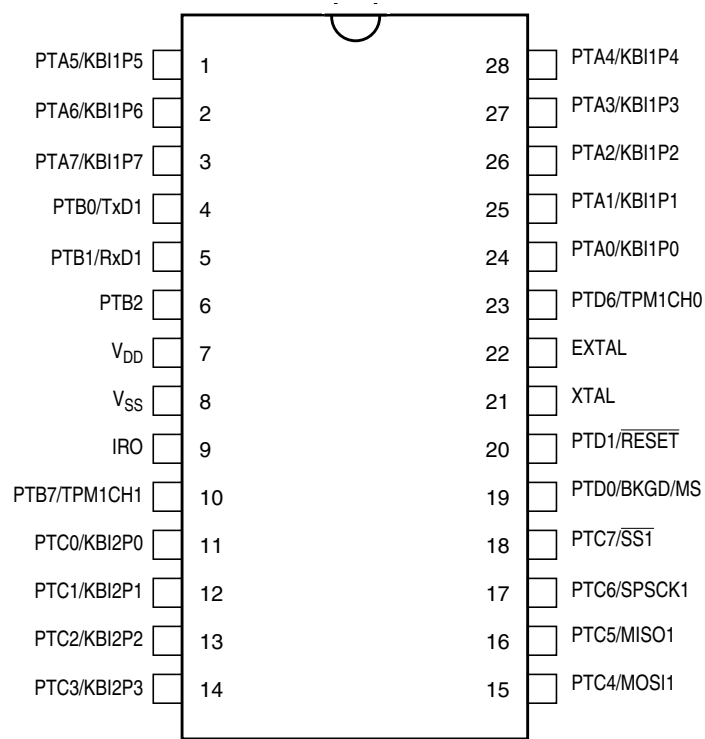 PTA5/KBI1P5 1 28 PTA4/KBI1P4
PTA6/KBI1P6 2 27 PTA3/KBI1P3
PTA7/KBI1P7 3 26 PTA2/KBI1P2
PTB0/TxD1 4 25 PTA1/KBI1P1
PTB1/RxD1 5 24 PTA0/KBI1P0
PTB2 6 23 PTD6/TPM1CH0
VDD 7 22 EXTAL
VSS 8 21 XTAL
IRO 9 20 PTD1/RESET
PTB7/TPM1CH1 10 19 PTD0/BKGD/MS
PTC0/KBI2P0 11 18 PTC7/SS1
PTC1/KBI2P1 12 17 PTC6/SPSCK1
PTC2/KBI2P2 13 16 PTC5/MISO1
PTC3/KBI2P3 14 15 PTC4/MOSI1